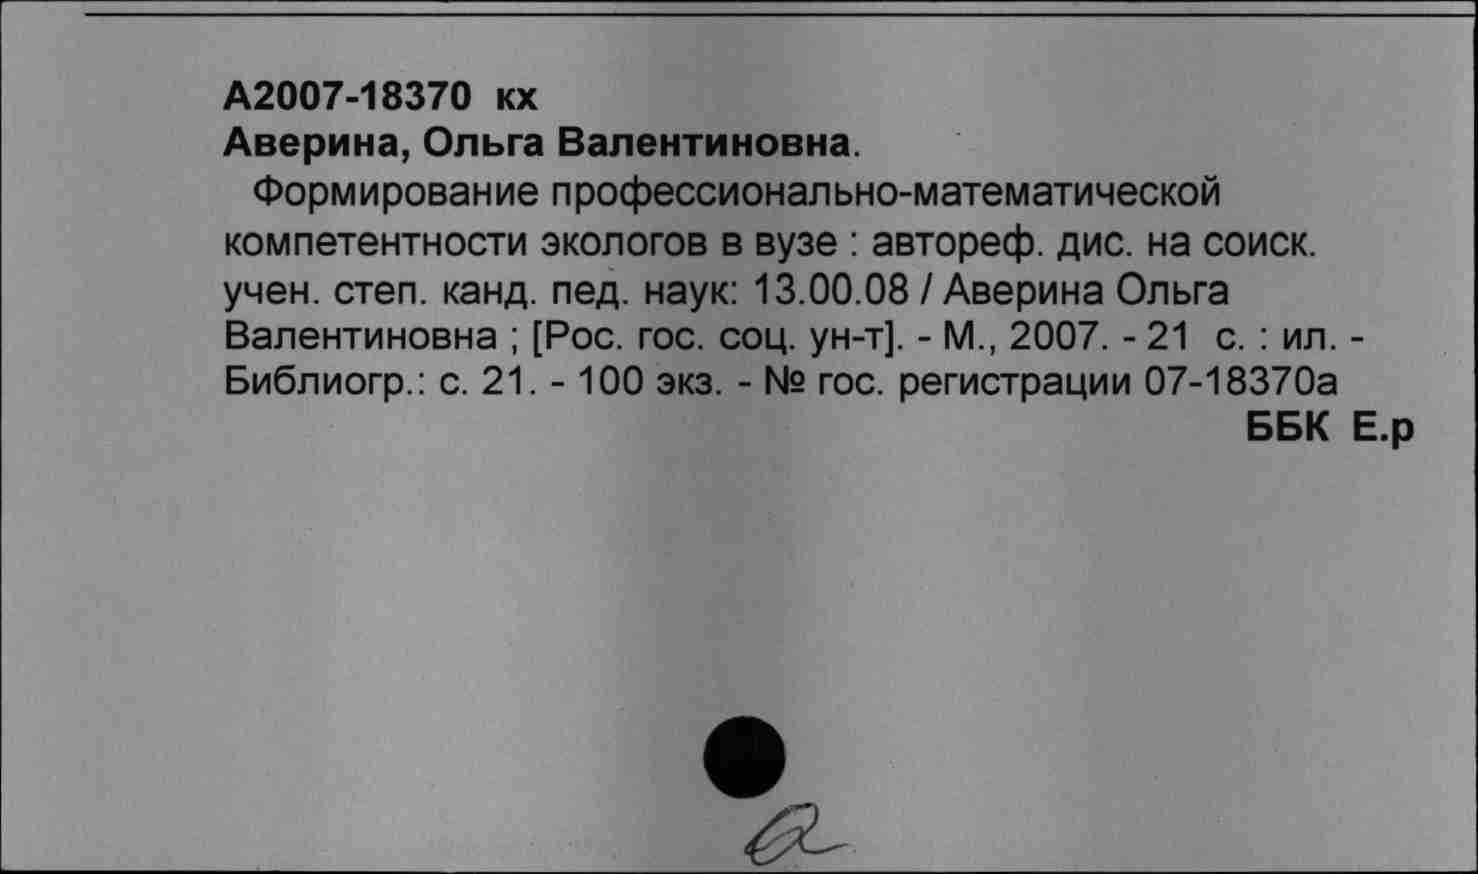 А2007-18370 кх
Аверина, Ольга Валентиновна.
Формирование профессионально-математической
компетентности экологов в вузе : автореф. дис. на соиск.
учен. степ. канд. пед. наук: 13.00.08 / Аверина Ольга
Валентиновна ; [Рос. гос. соц. ун-т]. - М., 2007. - 21 с. : ил. -
Библиогр.: с. 21. - 100 экз. - № гос. регистрации 07-18370а
ББК Е.р
а